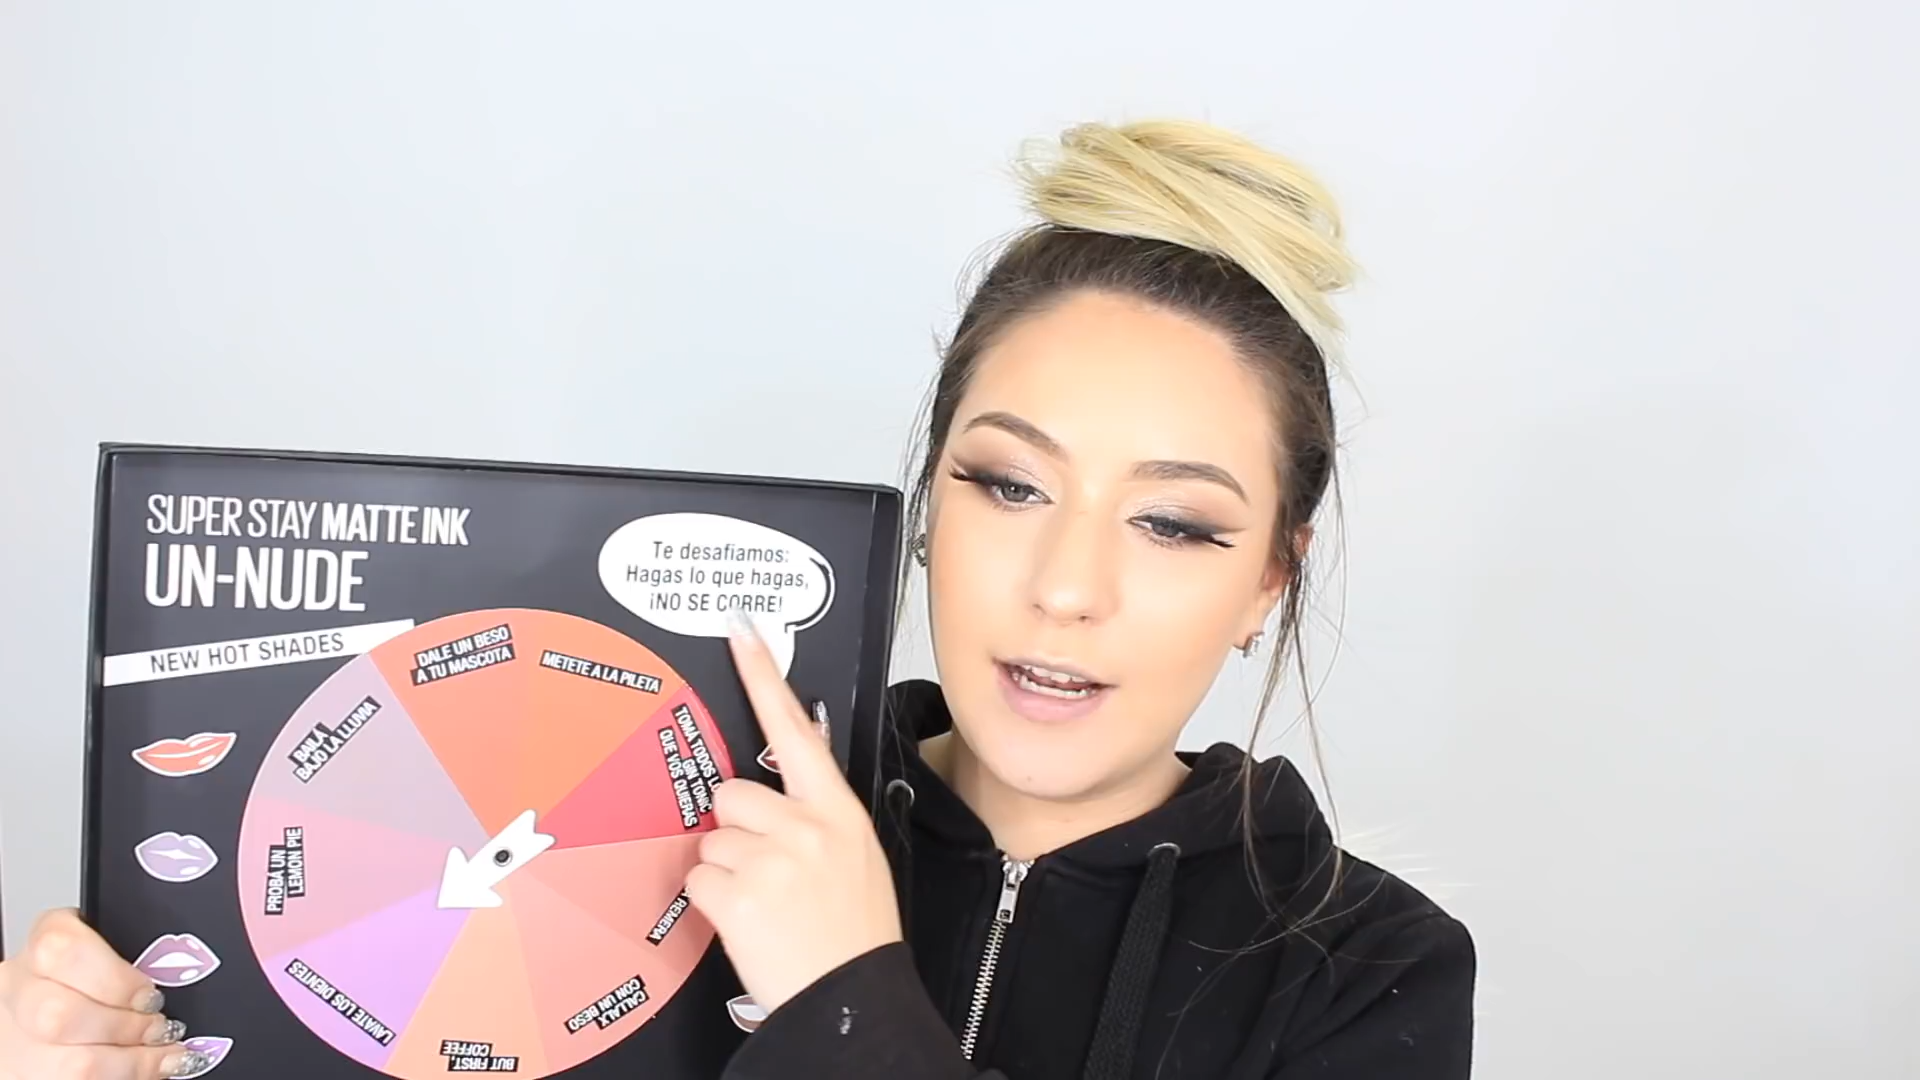 SUPER STAY MATTE INK
UN-NUDE
NEW HOT SHADES
Te desafiamos:
Hagas lo que hagas,
¡NO SE CORRE!
DALE UN BESO
A TU MASCOTA
METETE A LA PILETA
TOMÁ TODOS
GIN TONIC
QUE VOS QUIERAS
REMERA
CALLALX
CON UN BESO
BUT FIRST,
COFFEE
LAVATE LOS DIENTES
PROBÁ UN
LEMON PIE
BAILÁ
BAJO LA LLUVIA